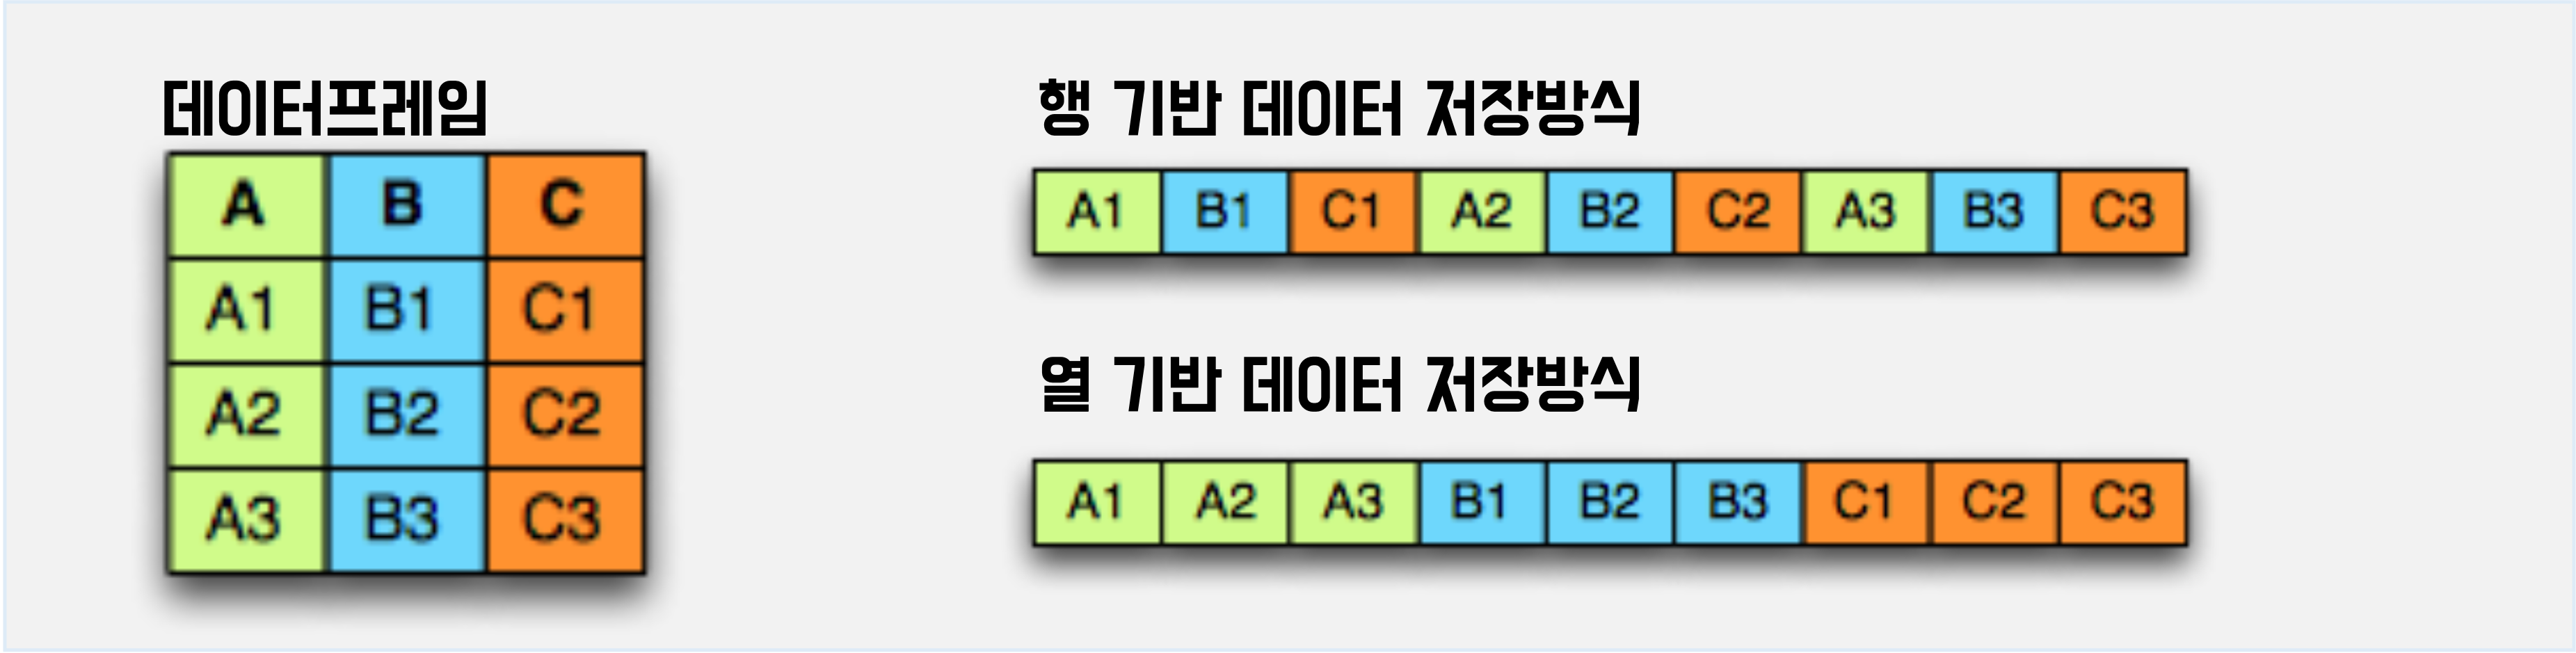 데이터프레임
A B C
A1 B1 C1
A2 B2 C2
A3 B3 C3
행 기반 데이터 저장방식
A1 B1 C1 A2 B2 C2 A3 B3 C3
열 기반 데이터 저장방식
A1 A2 A3 B1 B2 B3 C1 C2 C3